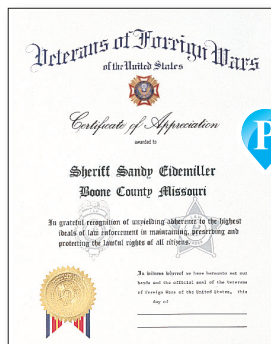 Veterans of Foreign Wars
of the United States
Certificate of Appreciation
awarded to
Sheriff Sandy Eidemiller
Boone County Missouri
In grateful recognition of unyielding adherence to the highest
ideals of law enforcement in maintaining, preserving and
protecting the lawful rights of all citizens.
In witness whereof we have hereunto set our
hands and the official seal of the Veterans
of Foreign Wars of the United States, this
day of
P